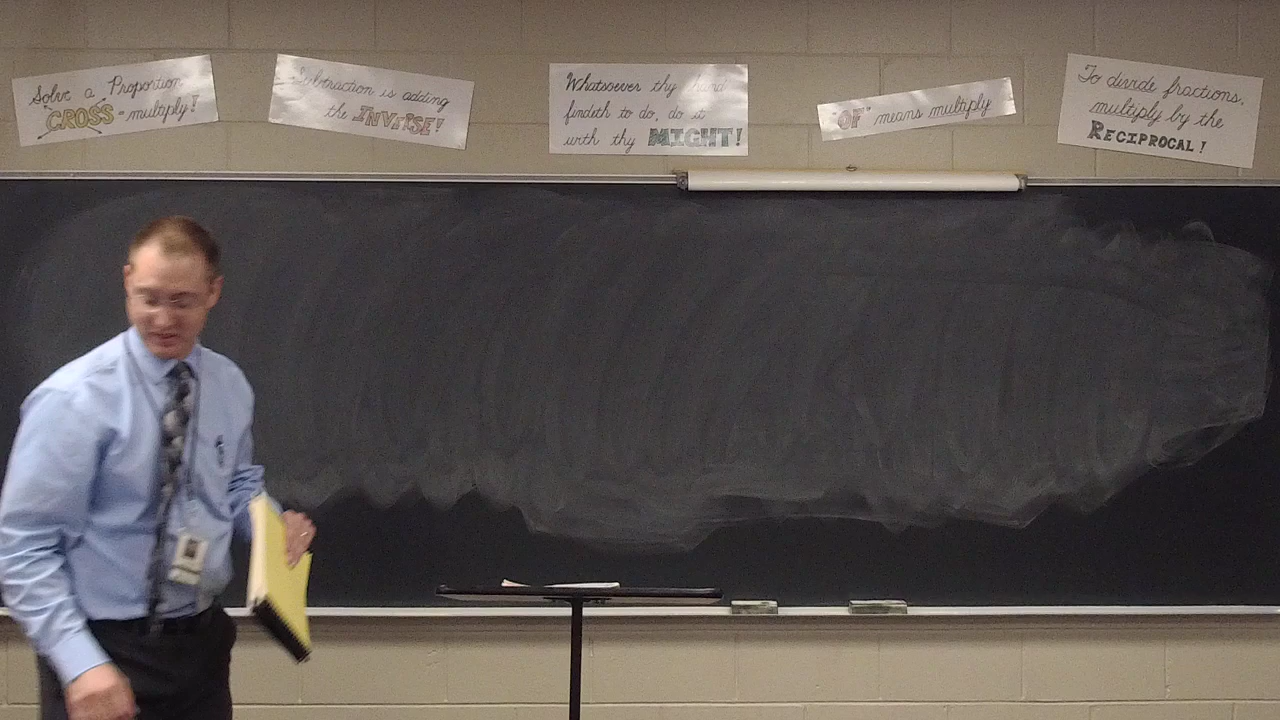 Solve a Proportion
CROSS-multiply!
Subtraction is adding
the INVERSE!
Whatsoever thy hand
findeth to do, do it
with thy MIGHT!
"OF" means multiply
To divide fractions,
multiply by the
RECIPROCAL!